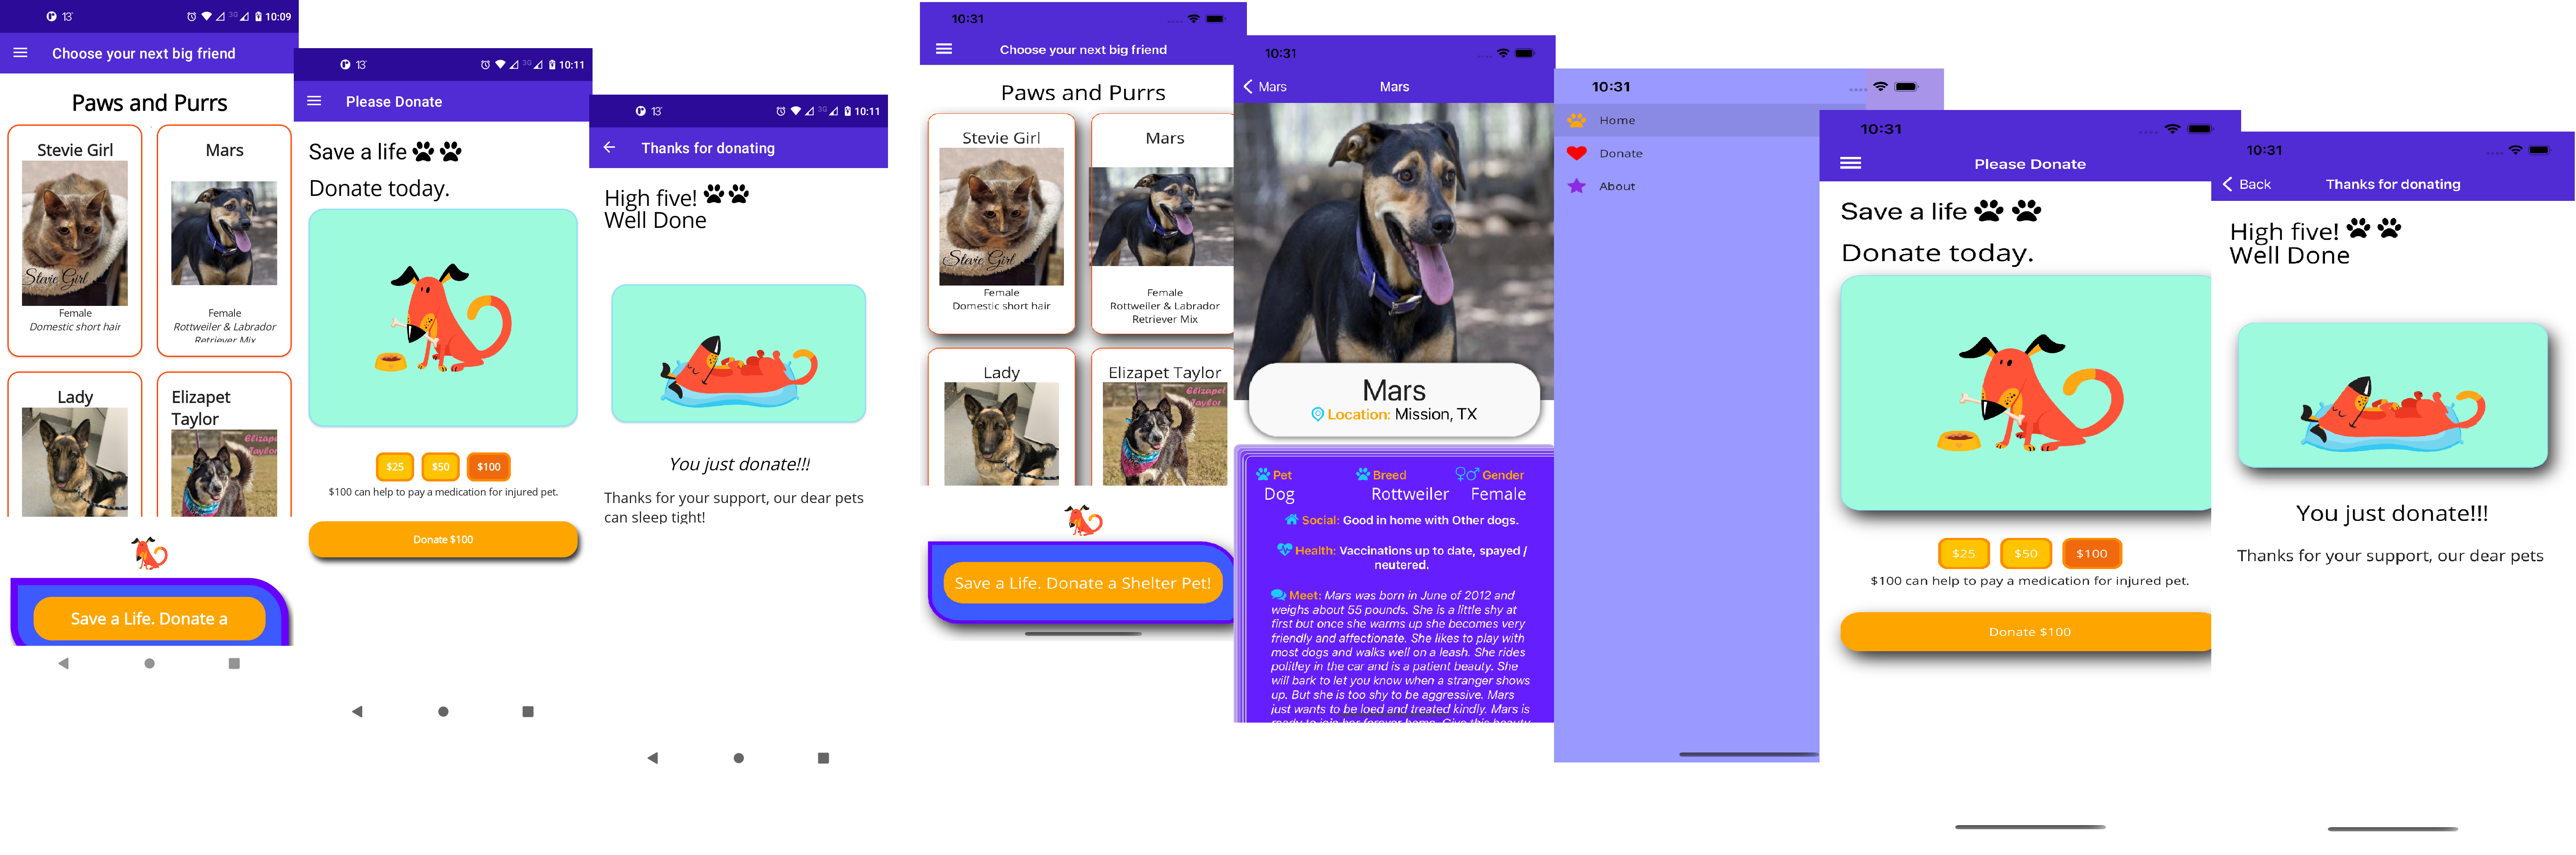 13°
3G
10:09
Choose your next big friend
Paws and Purrs
Stevie Girl
Stevie Girl
Female
Domestic short hair
Mars
Female
Rottweiler & Labrador
Retriever Mix
Lady
Elizapet
Taylor
Elizapet
Taylor
Save a Life. Donate a
13°
3G
10:11
Please Donate
Save a life
Donate today.
$25
$50
$100
$100 can help to pay a medication for injured pet.
Donate $100
13°
3G
10:11
Thanks for donating
High five!
Well Done
You just donate!!!
Thanks for your support, our dear pets
can sleep tight!
10:31
Choose your next big friend
Paws and Purrs
Stevie Girl
Stevie Girl
Female
Domestic short hair
Mars
Female
Rottweiler & Labrador
Retriever Mix
Lady
Elizapet Taylor
Elizapet
Taylor
Save a Life. Donate a Shelter Pet!
10:31
Mars
Mars
Mars
Location: Mission, TX
Pet
Dog
Breed
Rottweiler
Gender
Female
Social: Good in home with Other dogs.
Health: Vaccinations up to date, spayed /
neutered.
Meet: Mars was born in June of 2012 and
weighs about 55 pounds. She is a little shy at
first but once she warms up she becomes very
friendly and affectionate. She likes to play with
most dogs and walks well on a leash. She rides
politley in the car and is a patient beauty. She
will bark to let you know when a stranger shows
up. But she is too shy to be aggressive. Mars
just wants to be loed and treated kindly. Mars is
ready to join her forever home. Give this beauty
10:31
Home
Donate
About
10:31
Please Donate
Save a life
Donate today.
$25
$50
$100
$100 can help to pay a medication for injured pet.
Donate $100
10:31
Back
Thanks for donating
High five!
Well Done
You just donate!!!
Thanks for your support, our dear pets